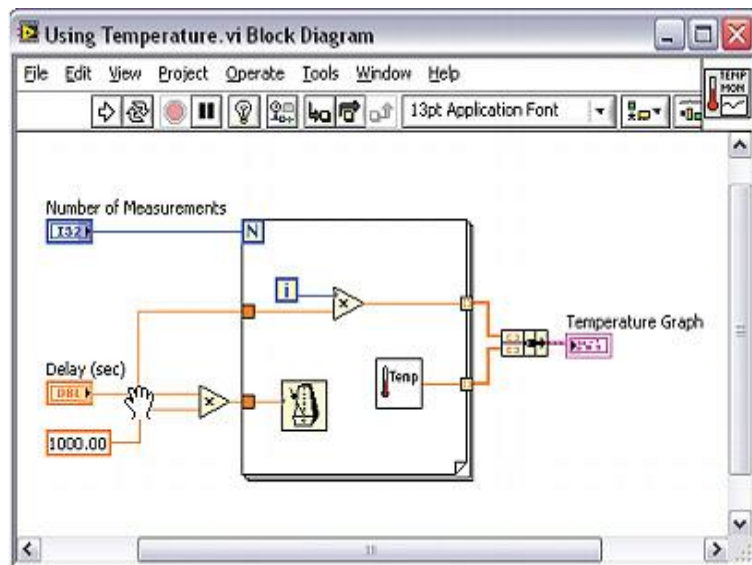 Using Temperature.vi Block Diagram
File Edit View Project Operate Tools Window Help
TEMP
MON
13pt Application Font
Number of Measurements
I32
N
i
x
Temperature Graph
Delay (sec)
DBL
x
Temp
1000.00